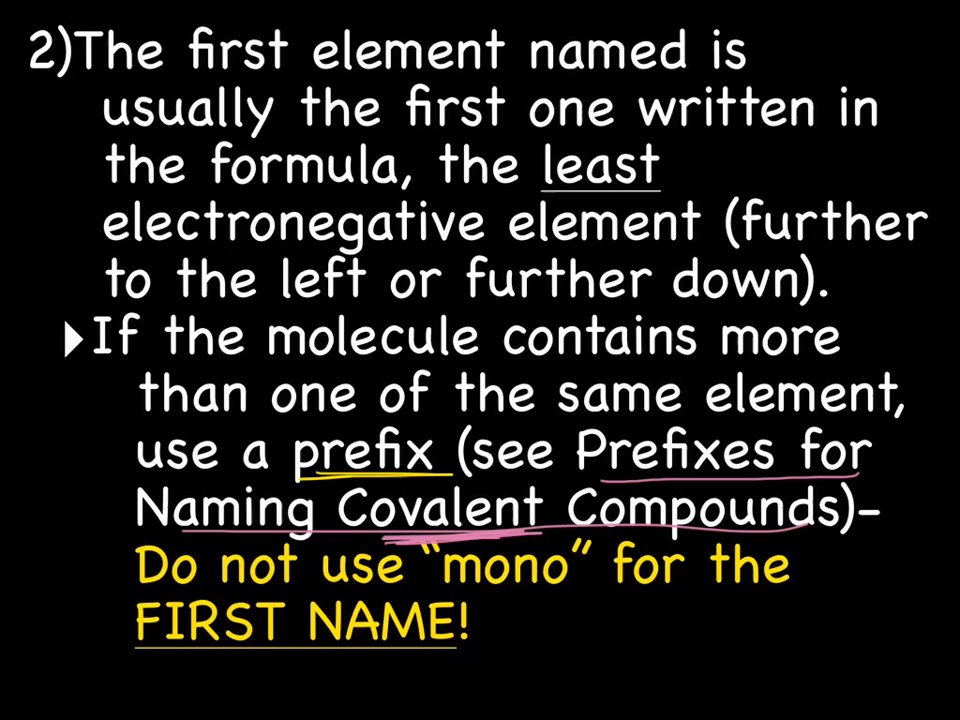 2)The first element named is
usually the first one written in
the formula, the least
electronegative element (further
to the left or further down).
▸If the molecule contains more
than one of the same element,
use a prefix (see Prefixes for
Naming Covalent Compounds)-
Do not use “mono” for the
FIRST NAME!